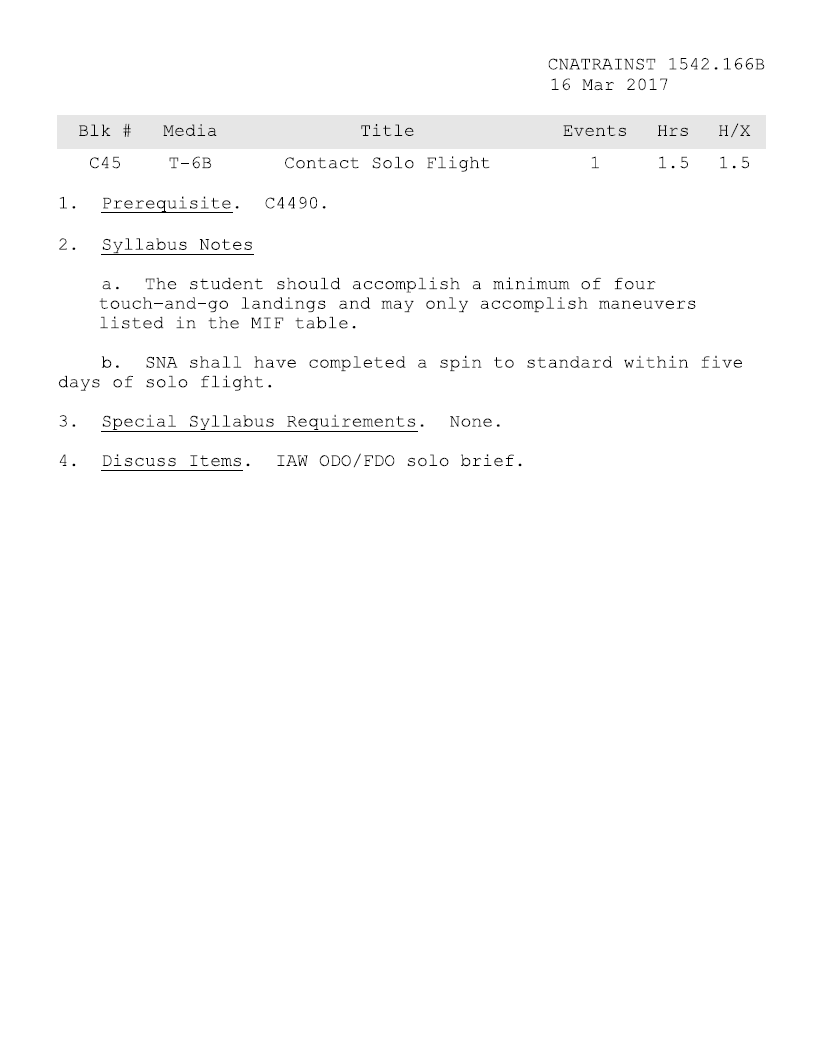 CNATRAINST 1542.166B
16 Mar 2017
Blk # Media Title Events Hrs H/X
C45 T-6B Contact Solo Flight 1 1.5 1.5
1. Prerequisite. C4490.
2. Syllabus Notes
a. The student should accomplish a minimum of four
touch-and-go landings and may only accomplish maneuvers
listed in the MIF table.
b. SNA shall have completed a spin to standard within five
days of solo flight.
3. Special Syllabus Requirements. None.
4. Discuss Items. IAW ODO/FDO solo brief.